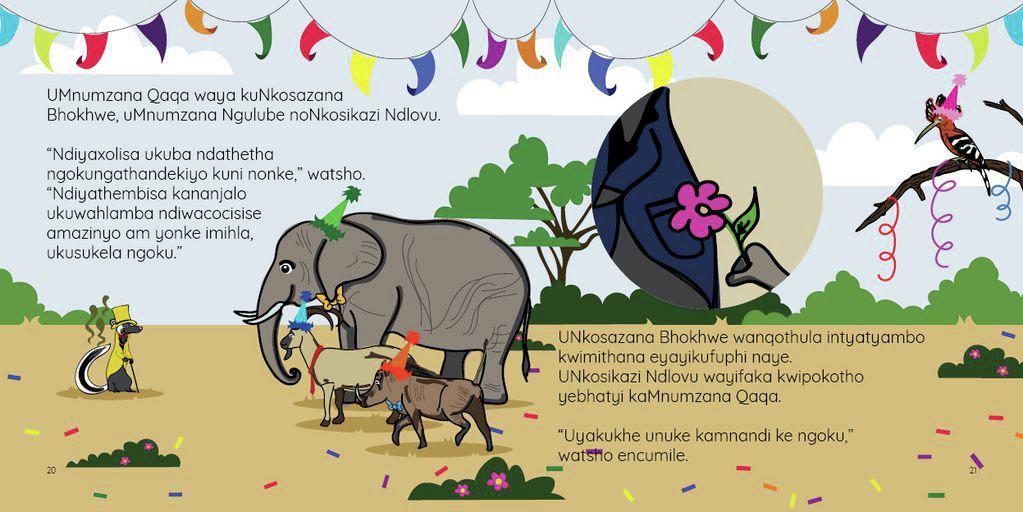 UMnumzana Qaqa waya kuNkosazana
Bhokhwe, uMnumzana Ngulube noNkosikazi Ndlovu.
“Ndiyaxolisa ukuba ndathetha
ngokungathandekiyo kuni nonke,” watsho.
“Ndiyathembisa kananjalo
ukuwahlamba ndiwacocisise
amazinyo am yonke imihla,
ukusukela ngoku.”
20
UNkosazana Bhokhwe wanqothula intyatyambo
kwimithana eyayikufuphi naye.
UNkosikazi Ndlovu wayifaka kwipokotho
yebhatyi kaMnumzana Qaqa.
“Uyakukhe unuke kamnandi ke ngoku,”
watsho encumile.
21